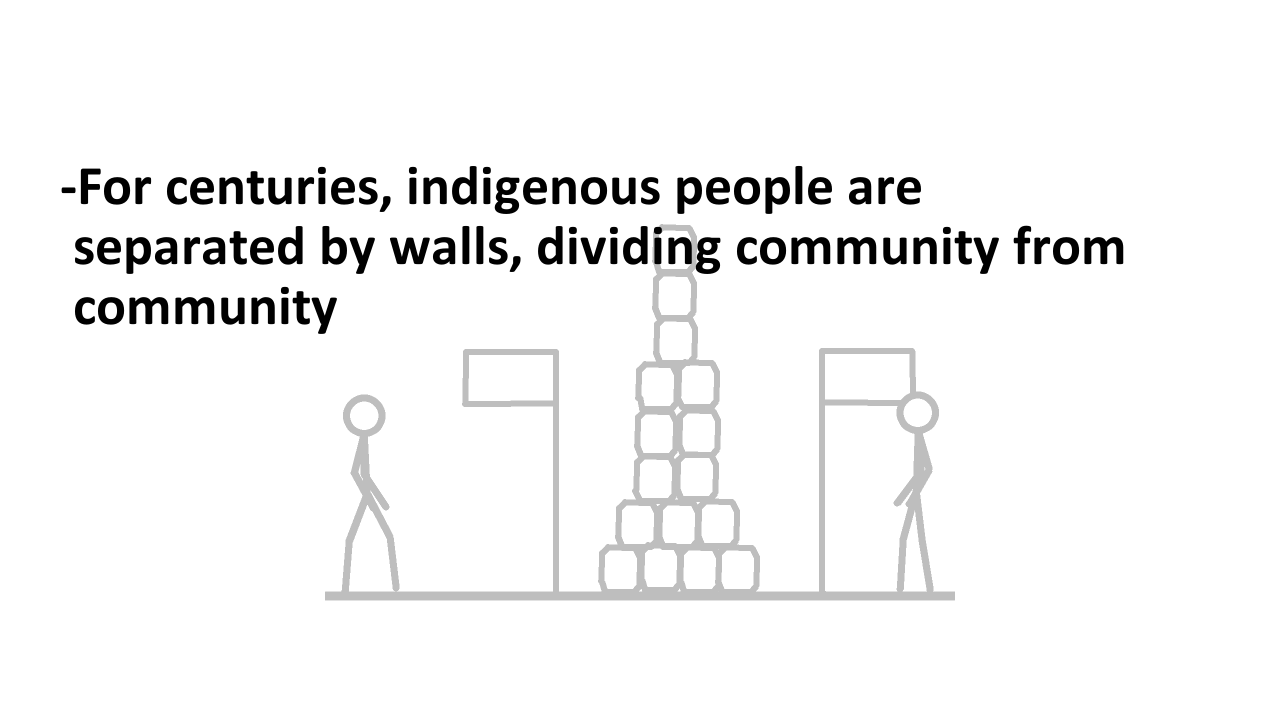 -For centuries, indigenous people are
separated by walls, dividing community from
community